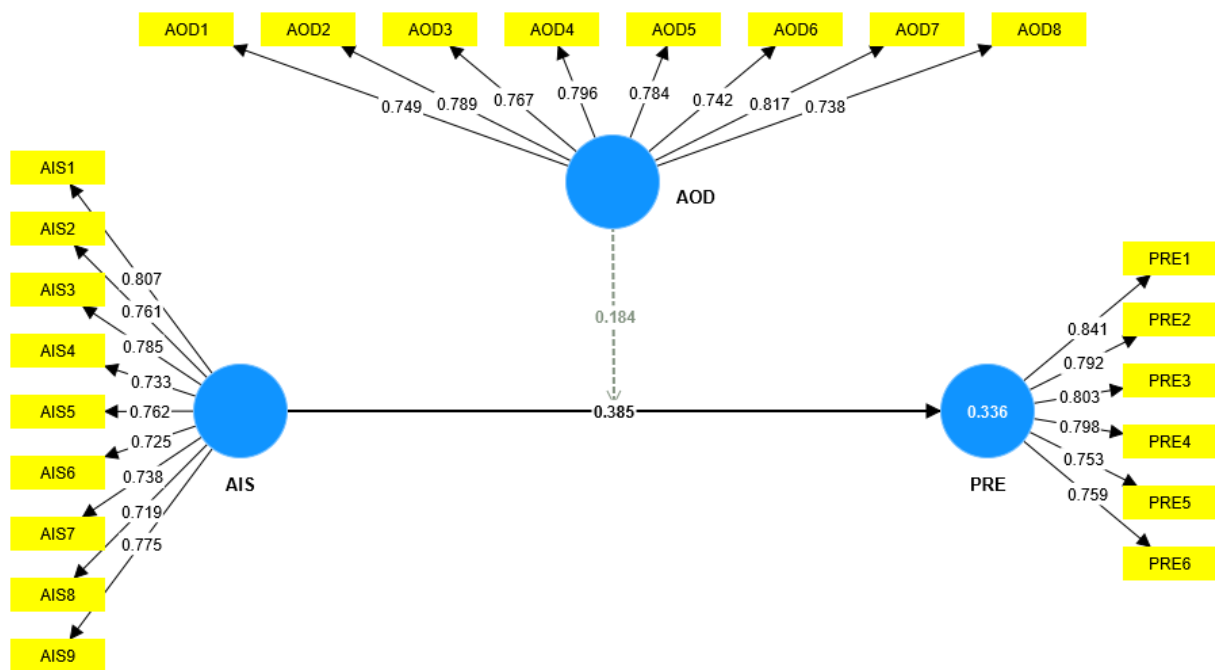 AOD1 AOD2 AOD3 AOD4 AOD5 AOD6 AOD7 AOD8
0.749 0.789 0.767 0.796 0.784 0.742 0.817 0.738
AOD
AIS1
AIS2
AIS3
AIS4
AIS5
AIS6
AIS7
AIS8
AIS9
0.807
0.761
0.785
0.733
0.762
0.725
0.738
0.719
0.775
AIS
0.184
0.385
0.336
PRE
0.841
0.792
0.803
0.798
0.753
0.759
PRE1
PRE2
PRE3
PRE4
PRE5
PRE6